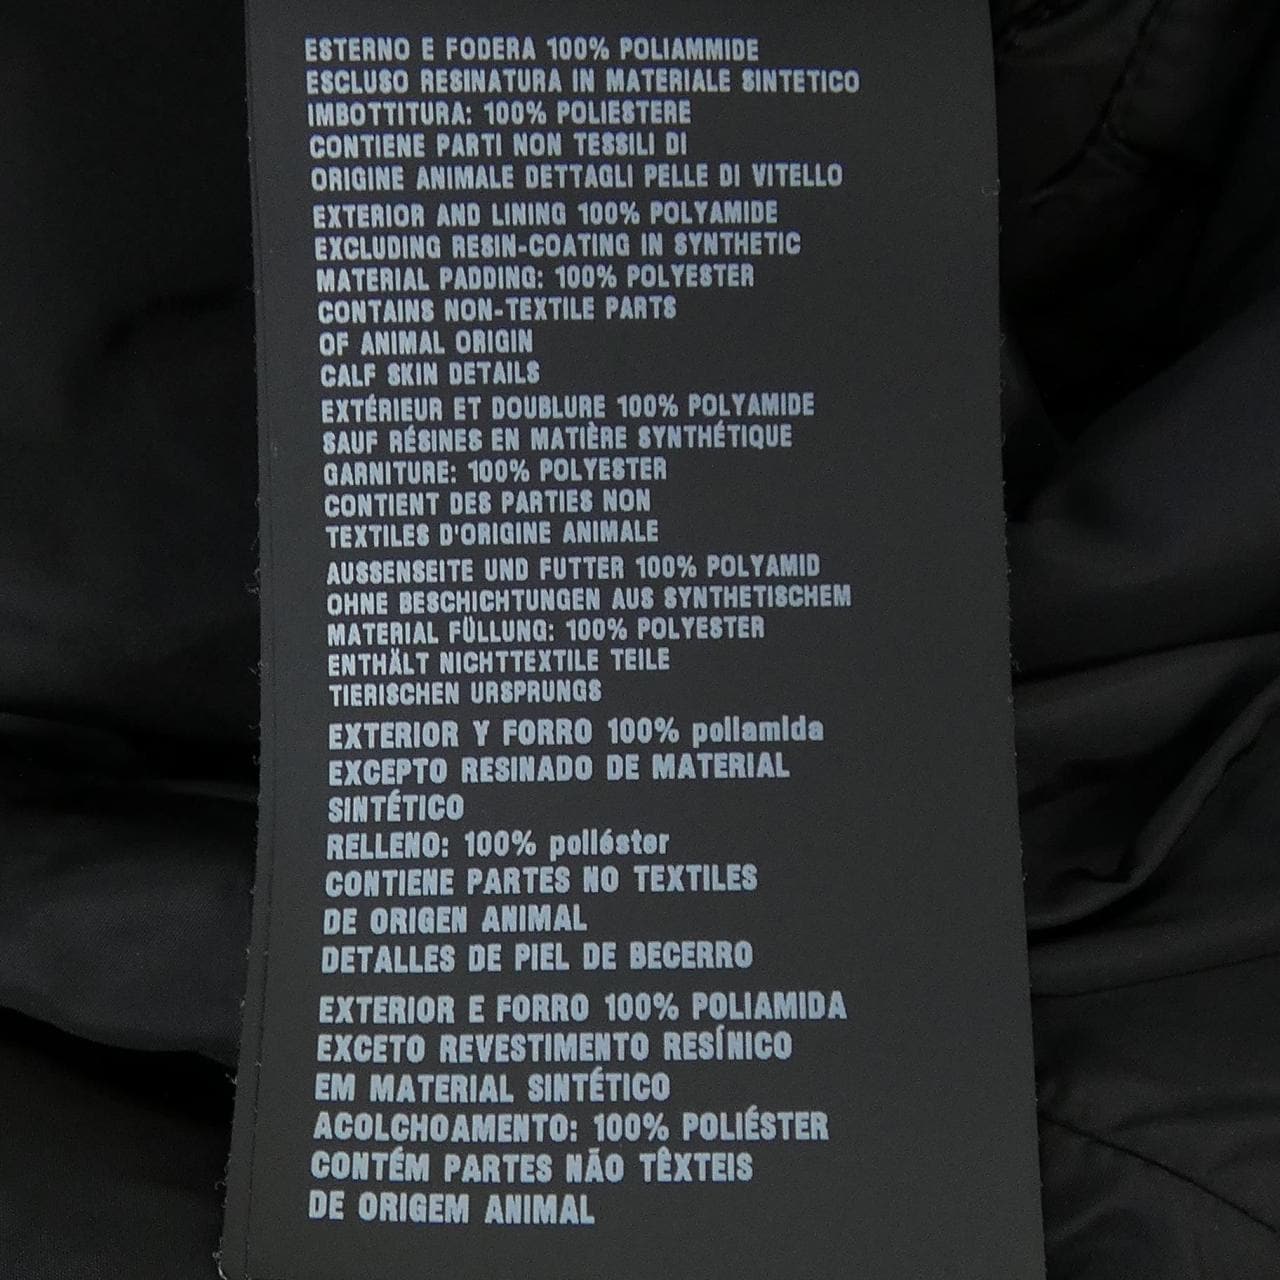 ESTERNO E FODERA 100% POLIAMMIDE
ESCLUSO RESINATURA IN MATERIALE SINTETICO
IMBOTTITURA: 100% POLIESTERE
CONTIENE PARTI NON TESSILI DI
ORIGINE ANIMALE DETTAGLI PELLE DI VITELLO
EXTERIOR AND LINING 100% POLYAMIDE
EXCLUDING RESIN-COATING IN SYNTHETIC
MATERIAL PADDING: 100% POLYESTER
CONTAINS NON-TEXTILE PARTS
OF ANIMAL ORIGIN
CALF SKIN DETAILS
EXTÉRIEUR ET DOUBLURE 100% POLYAMIDE
SAUF RÉSINES EN MATIÈRE SYNTHÉTIQUE
GARNITURE: 100% POLYESTER
CONTIENT DES PARTIES NON
TEXTILES D'ORIGINE ANIMALE
AUSSENSEITE UND FUTTER 100% POLYAMID
OHNE BESCHICHTUNGEN AUS SYNTHETISCHEM
MATERIAL FÜLLUNG: 100% POLYESTER
ENTHÄLT NICHTTEXTILE TEILE
TIERISCHEN URSPRUNGS
EXTERIOR Y FORRO 100% poliamida
EXCEPTO RESINADO DE MATERIAL
SINTÉTICO
RELLENO: 100% poliéster
CONTIENE PARTES NO TEXTILES
DE ORIGEN ANIMAL
DETALLES DE PIEL DE BECERRO
EXTERIOR E FORRO 100% POLIAMIDA
EXCETO REVESTIMENTO RESÍNICO
EM MATERIAL SINTÉTICO
ACOLCHOAMENTO: 100% POLIÉSTER
CONTÉM PARTES NÃO TÊXTEIS
DE ORIGEM ANIMAL